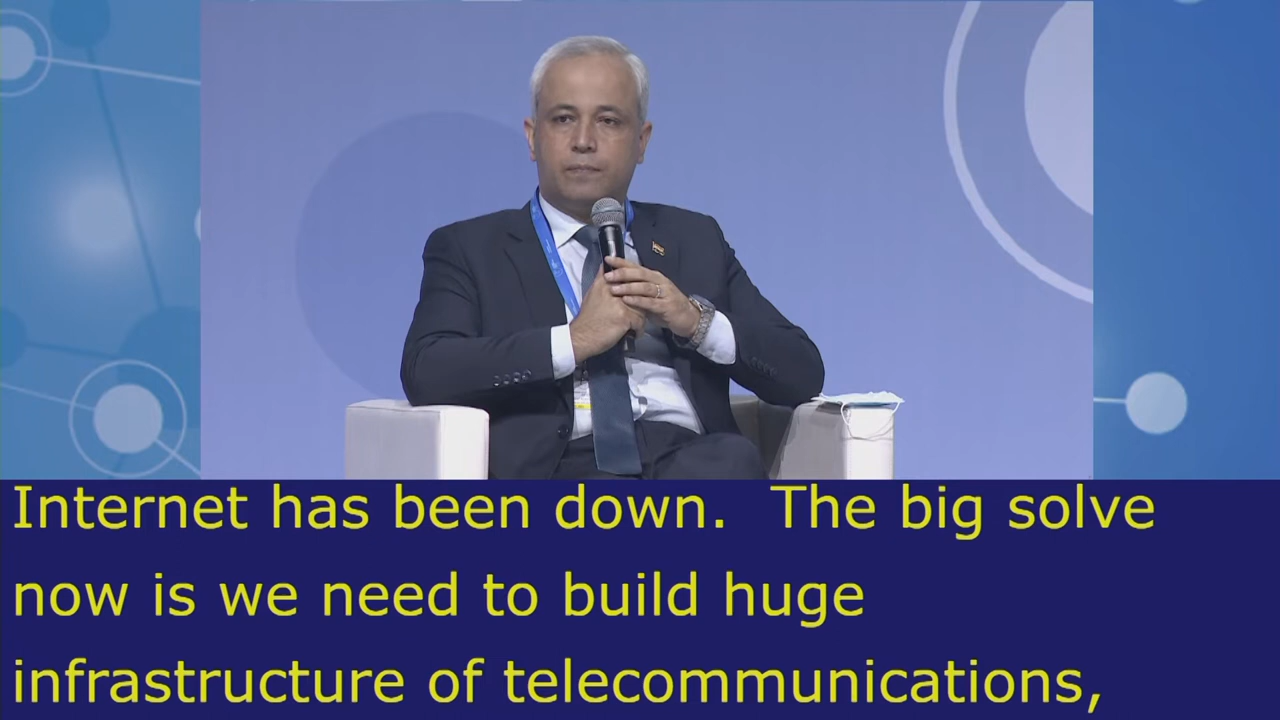 Internet has been down.  The big solve
now is we need to build huge
infrastructure of telecommunications,